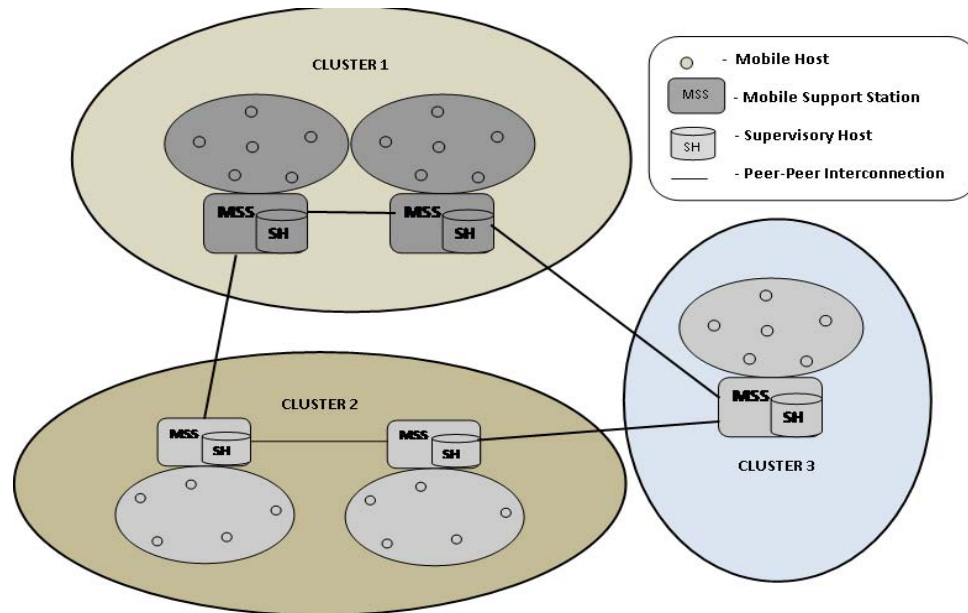 CLUSTER 1
MSS
SH
MSS
SH
- Mobile Host
MSS
- Mobile Support Station
SH
- Supervisory Host
- Peer-Peer Interconnection
MSS
SH
CLUSTER 3
CLUSTER 2
MSS
SH
MSS
SH